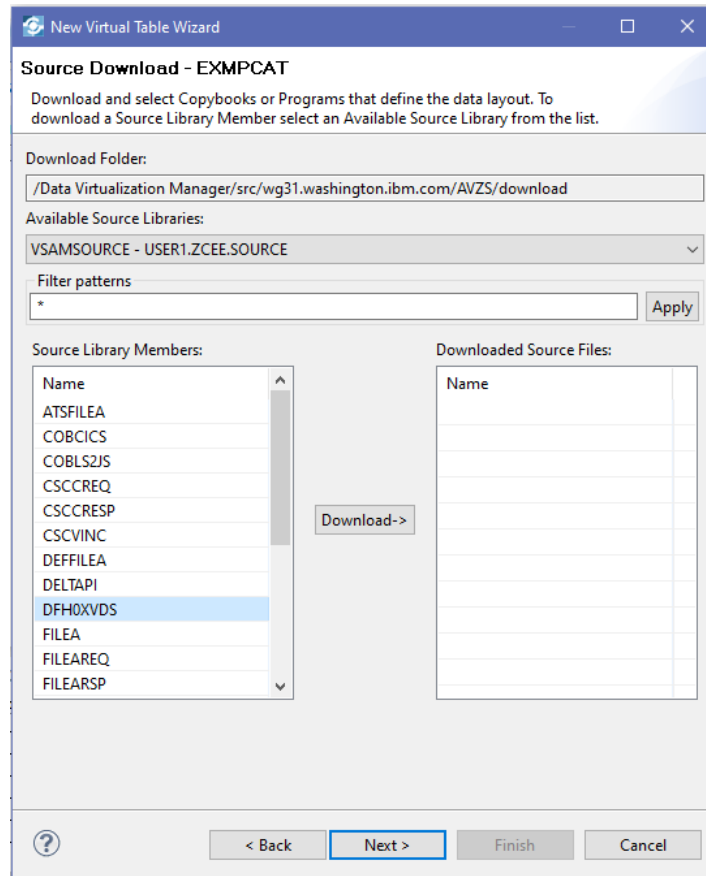 New Virtual Table Wizard
Source Download - EXMPCAT
Download and select Copybooks or Programs that define the data layout. To
download a Source Library Member select an Available Source Library from the list.
Download Folder:
/Data Virtualization Manager/src/wg31.washington.ibm.com/AVZS/download
Available Source Libraries:
VSAMSOURCE - USER1.ZCEE.SOURCE
Filter patterns
*
Apply
Source Library Members:
Name
ATSFILEA
COBCICS
COBLS2JS
CSCCREQ
CSCCRESP
CSCVINC
DEFFILEA
DELTAPI
DFH0XVDS
FILEA
FILEAREQ
FILEARSP
Download->
Downloaded Source Files:
Name
?
< Back
Next >
Finish
Cancel